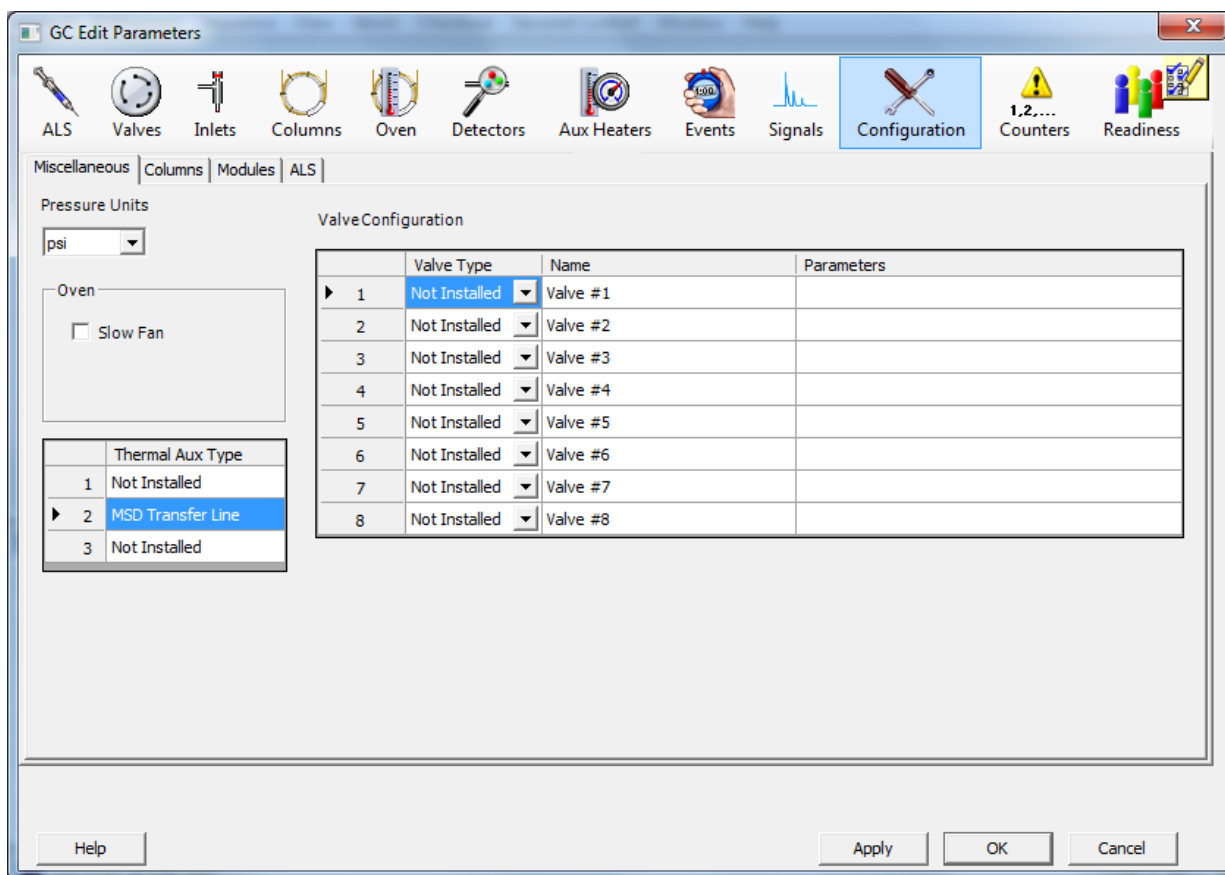 GC Edit Parameters
ALS Valves Inlets Columns Oven Detectors Aux Heaters Events Signals Configuration 1,2,... Counters Readiness
Miscellaneous Columns Modules ALS
Pressure Units
psi
Oven
Slow Fan
Thermal Aux Type
1 Not Installed
2 MSD Transfer Line
3 Not Installed
Valve Configuration
Valve Type Name Parameters
1 Not Installed Valve #1
2 Not Installed Valve #2
3 Not Installed Valve #3
4 Not Installed Valve #4
5 Not Installed Valve #5
6 Not Installed Valve #6
7 Not Installed Valve #7
8 Not Installed Valve #8
Help Apply OK Cancel